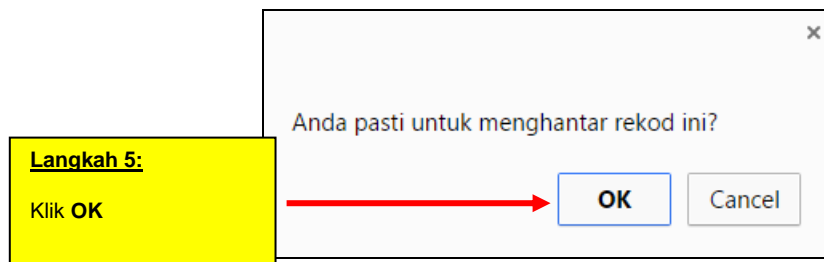 ×
Anda pasti untuk menghantar rekod ini?
Langkah 5:
Klik OK
OK
Cancel